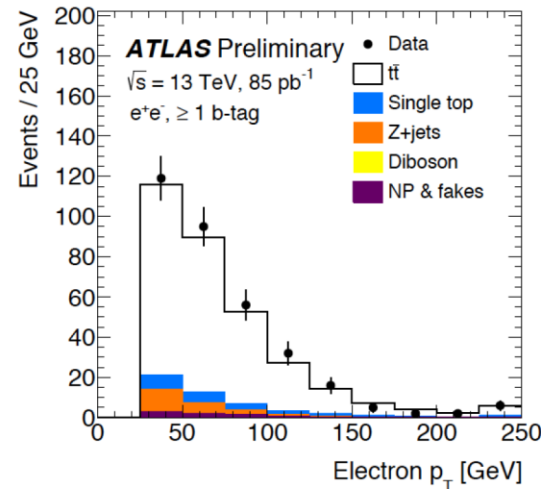 Events / 25 GeV
200
180
160
140
120
100
80
60
40
20
0
ATLAS Preliminary
√s = 13 TeV, 85 pb⁻¹
e⁺e⁻, ≥ 1 b-tag
Data
tt̄
Single top
Z+jets
Diboson
NP & fakes
0 50 100 150 200 250
Electron p_T [GeV]